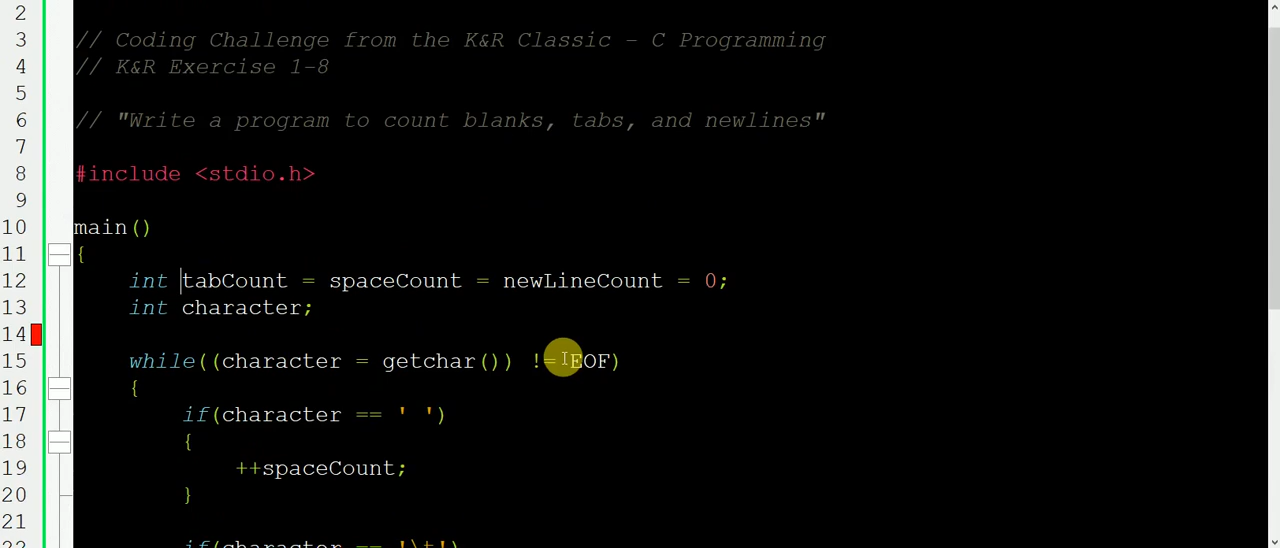 2
3 // Coding Challenge from the K&R Classic - C Programming
4 // K&R Exercise 1-8
5
6 // "Write a program to count blanks, tabs, and newlines"
7
8 #include <stdio.h>
9
10 main()
11 {
12 int tabCount = spaceCount = newLineCount = 0;
13 int character;
14
15 while((character = getchar()) != EOF)
16 {
17 if(character == ' ')
18 {
19 ++spaceCount;
20 }
21
22 if(character == '\t')